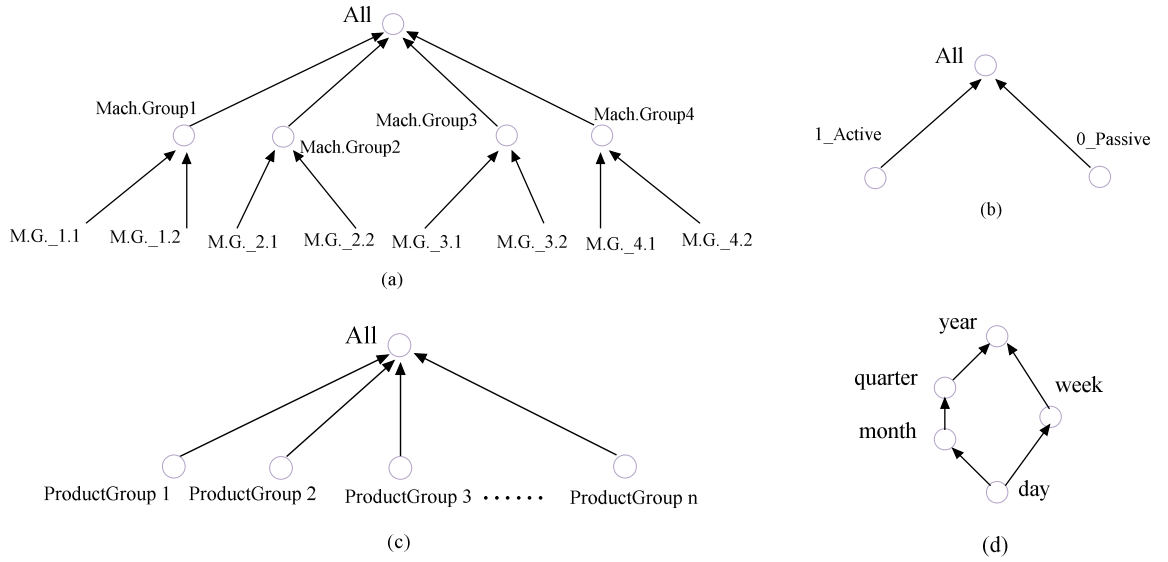 All
Mach.Group1
Mach.Group2
Mach.Group3
Mach.Group4
M.G._1.1
M.G._1.2
M.G._2.1
M.G._2.2
M.G._3.1
M.G._3.2
M.G._4.1
M.G._4.2
(a)
All
1_Active
0_Passive
(b)
All
ProductGroup 1
ProductGroup 2
ProductGroup 3
......
ProductGroup n
(c)
year
quarter
week
month
day
(d)